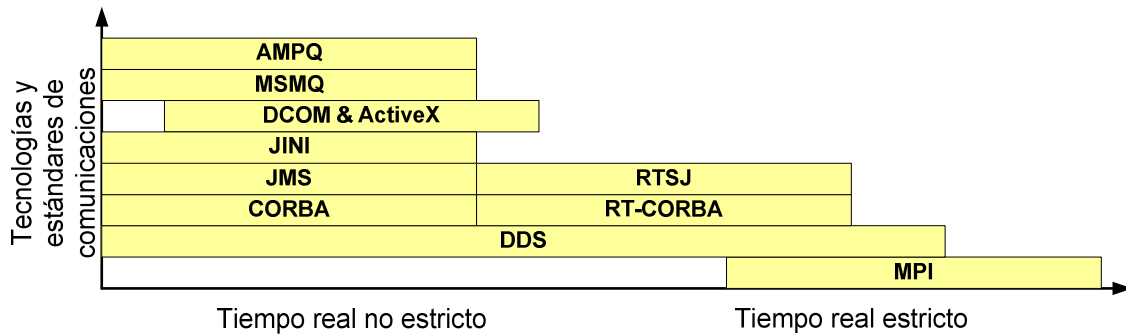 Tecnologías y
estándares de
comunicaciones
AMPQ
MSMQ
DCOM & ActiveX
JINI
JMS RTSJ
CORBA RT-CORBA
DDS
MPI
Tiempo real no estricto Tiempo real estricto